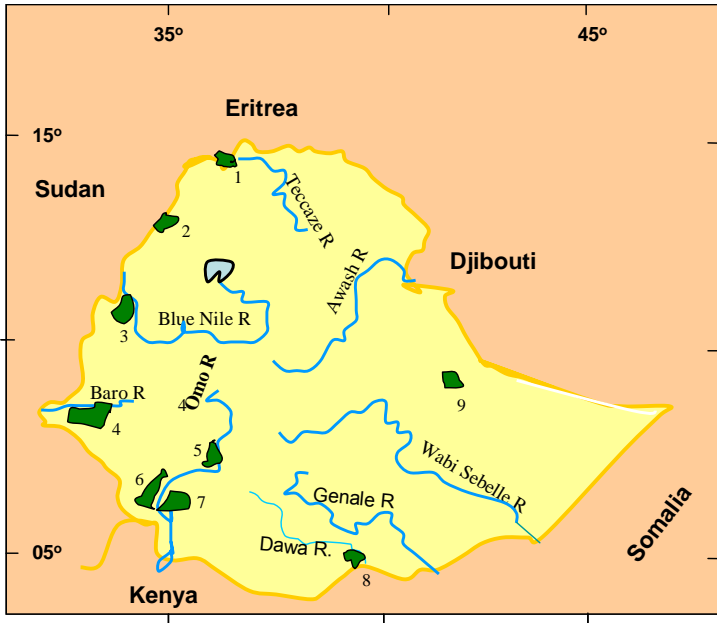 35º
45º
Eritrea
15º
1
Teccaze R
Sudan
2
Djibouti
Awash R
Blue Nile R
3
Omo R
4
Baro R
4
9
5
6
7
Wabi Sebelle R
Genale R
Somalia
Dawa R.
05º
8
Kenya